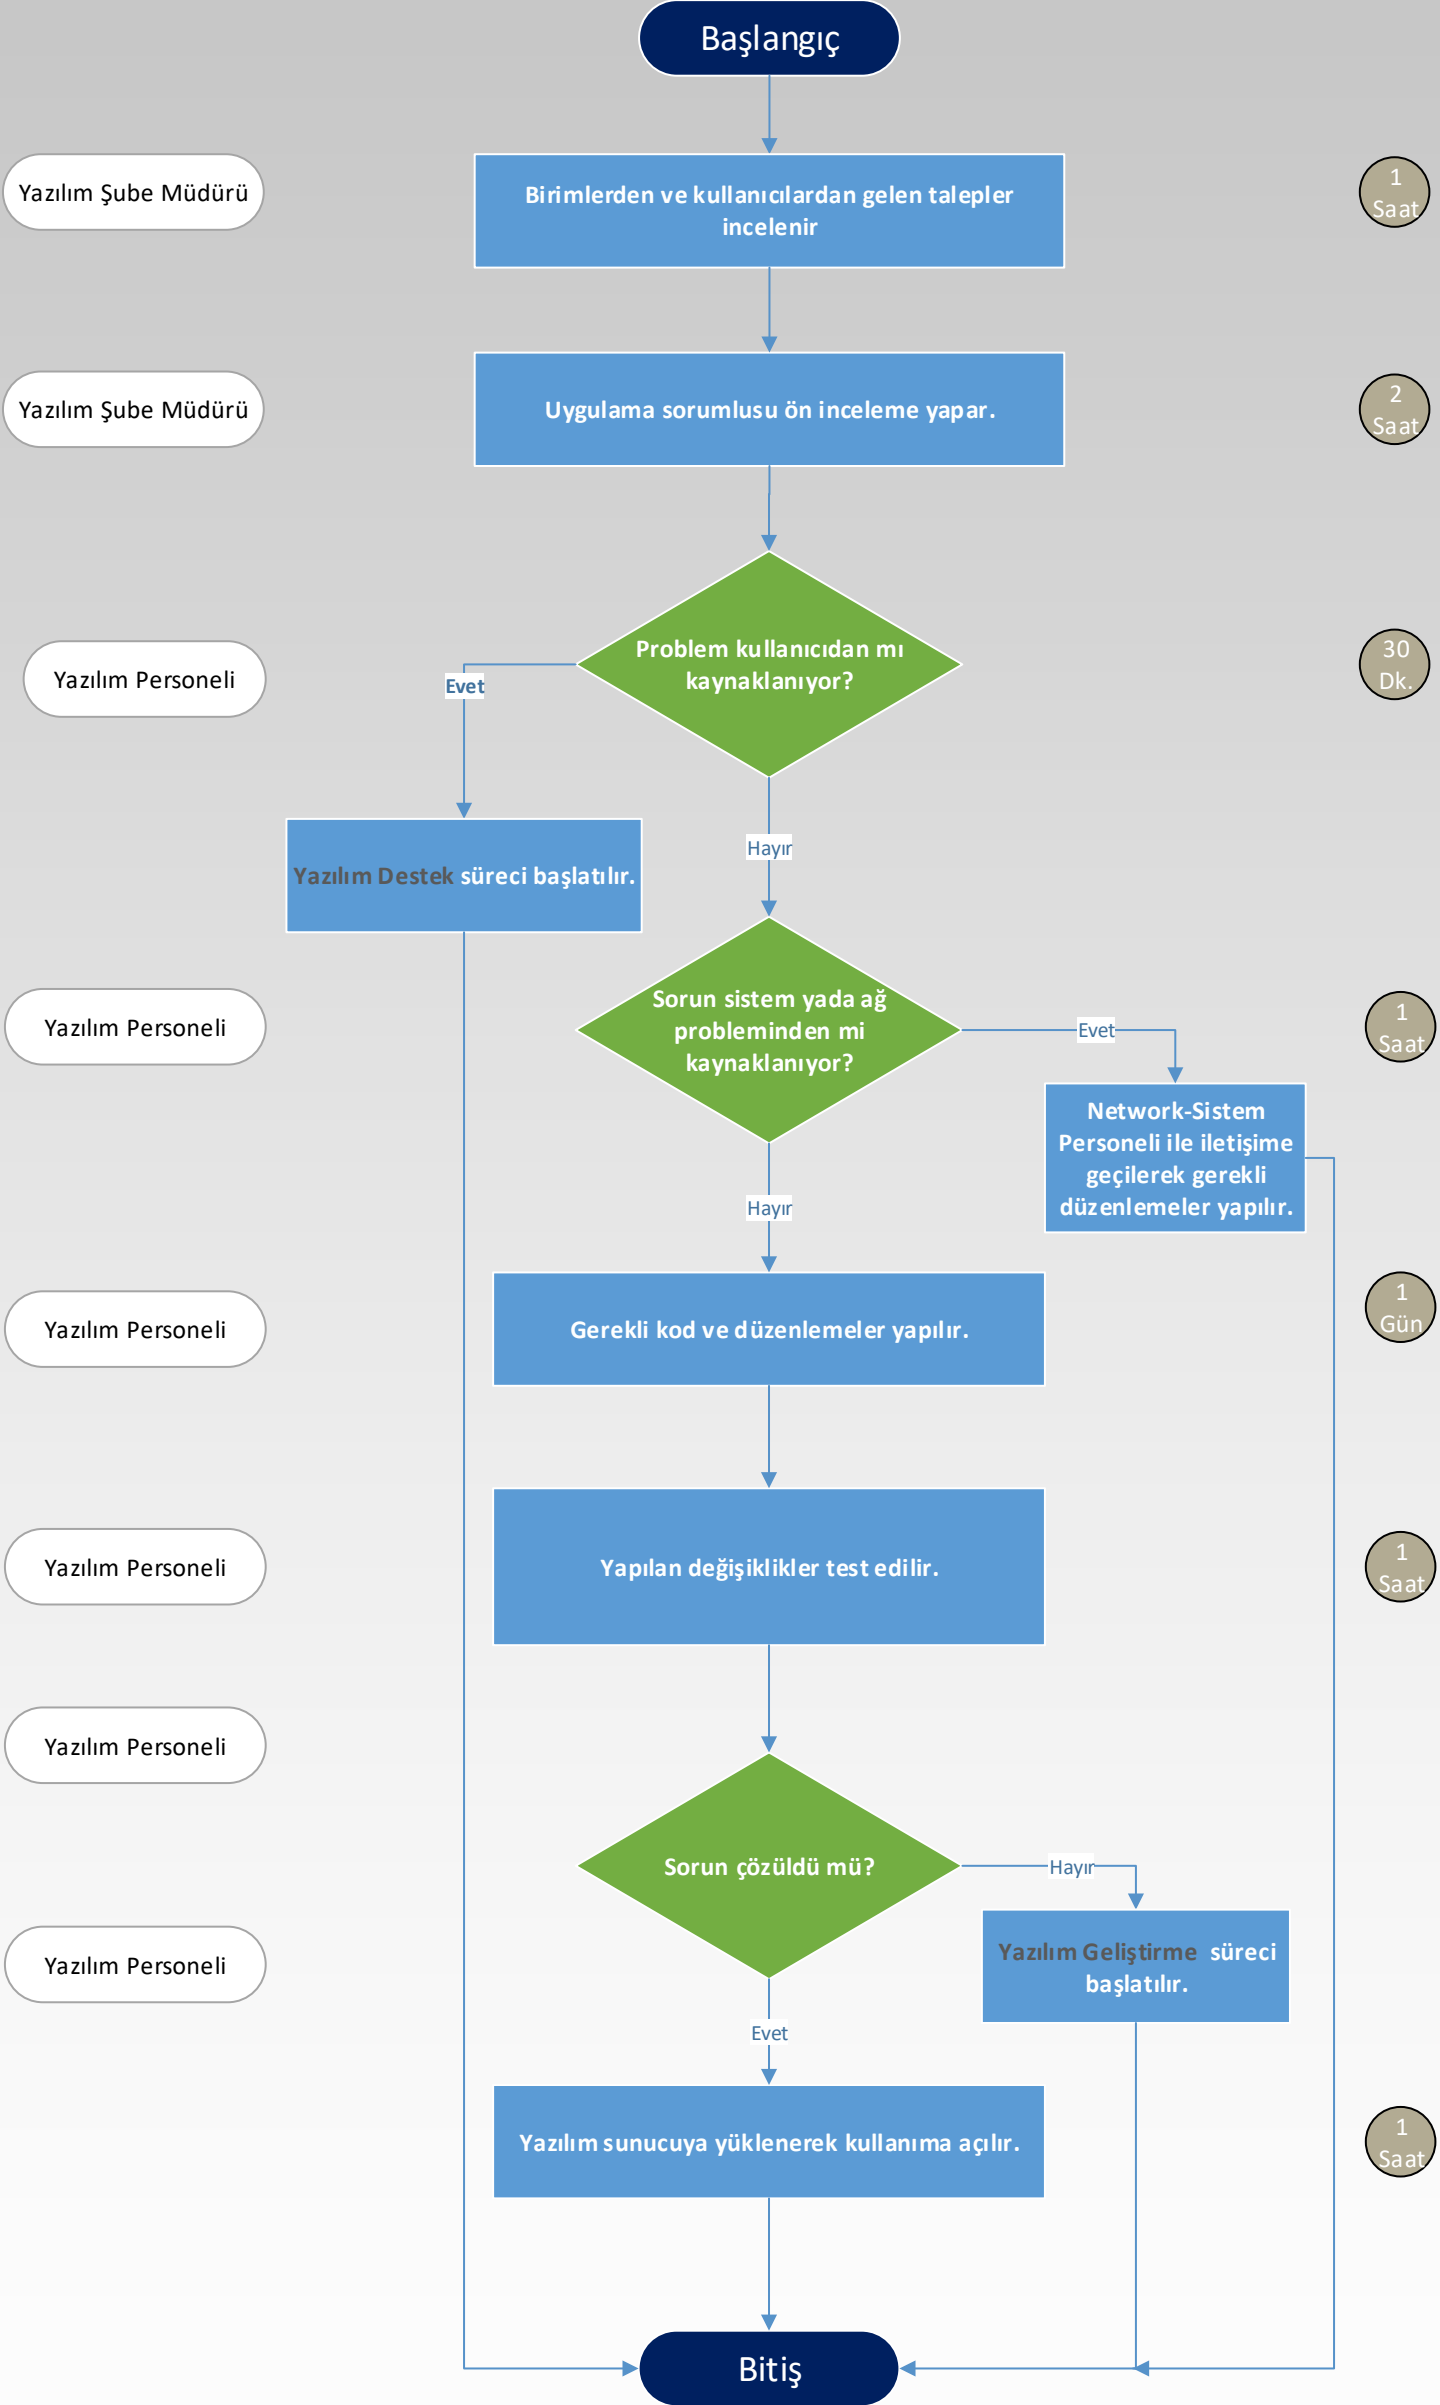 Başlangıç
Yazılım Şube Müdürü
Birimlerden ve kullanıcılardan gelen talepler
incelenir
1
Saat
Yazılım Şube Müdürü
Uygulama sorumlusu ön inceleme yapar.
2
Saat
Yazılım Personeli
Problem kullanıcıdan mı
kaynaklanıyor?
30
Dk.
Evet
Hayır
Yazılım Destek süreci başlatılır.
Yazılım Personeli
Sorun sistem yada ağ
probleminden mi
kaynaklanıyor?
Evet
1
Saat
Network-Sistem
Personeli ile iletişime
geçilerek gerekli
düzenlemeler yapılır.
Hayır
Yazılım Personeli
Gerekli kod ve düzenlemeler yapılır.
1
Gün
Yazılım Personeli
Yapılan değişiklikler test edilir.
1
Saat
Yazılım Personeli
Sorun çözüldü mü?
Hayır
Yazılım Personeli
Yazılım Geliştirme  süreci
başlatılır.
Evet
Yazılım sunucuya yüklenerek kullanıma açılır.
1
Saat
Bitiş